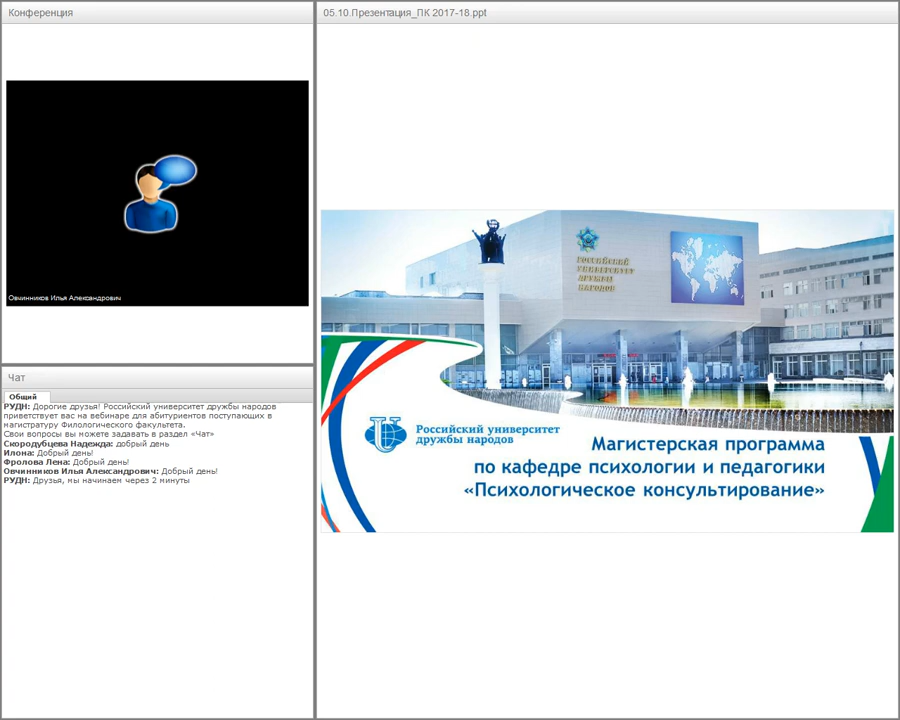 Конференция
Овчинников Илья Александрович
Чат
Общий
РУДН: Дорогие друзья! Российский университет дружбы народов
приветствует вас на вебинаре для абитуриентов поступающих в
магистратуру Филологического факультета.
Свои вопросы вы можете задавать в раздел «Чат»
Скородубцева Надежда: добрый день
Илона: Добрый день!
Фролова Лена: Добрый день!
Овчинников Илья Александрович: Добрый день!
РУДН: Друзья, мы начинаем через 2 минуты
05.10.Презентация_ПК 2017-18.ppt
РОССИЙСКИЙ
УНИВЕРСИТЕТ
ДРУЖБЫ
НАРОДОВ
Российский университет
дружбы народов
Магистерская программа
по кафедре психологии и педагогики
«Психологическое консультирование»